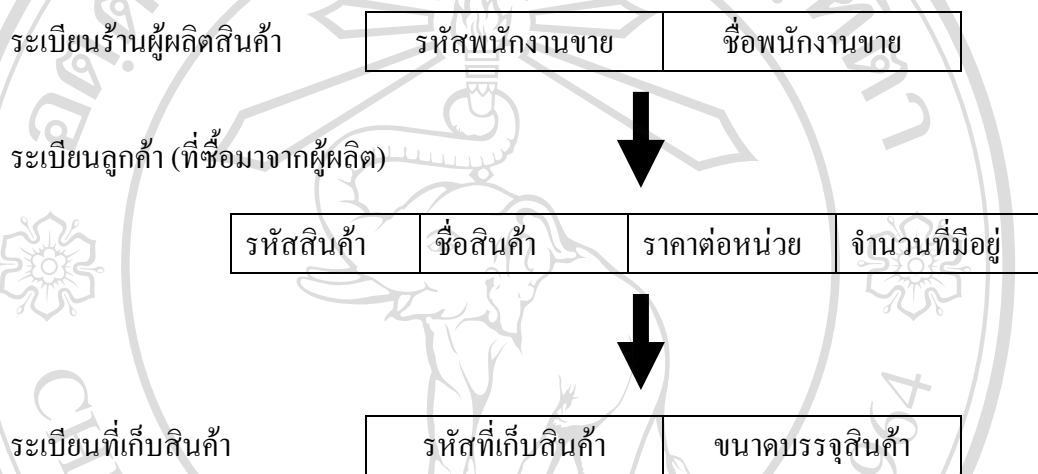 ระเบียนร้านผู้ผลิตสินค้า รหัสพนักงานขาย ชื่อพนักงานขาย
ระเบียนลูกค้า (ที่ซื้อมาจากผู้ผลิต)
รหัสสินค้า ชื่อสินค้า ราคาต่อหน่วย จำนวนที่มีอยู่
ระเบียนที่เก็บสินค้า รหัสที่เก็บสินค้า ขนาดบรรจุสินค้า